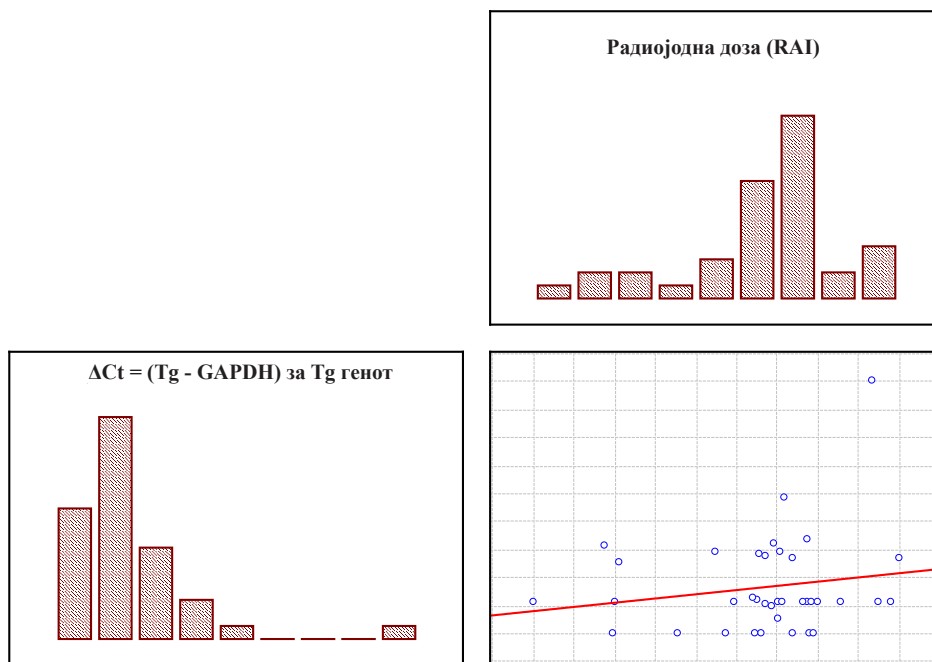 Радиојодна доза (RAI)
ΔCt = (Tg - GAPDH) за Tg генот